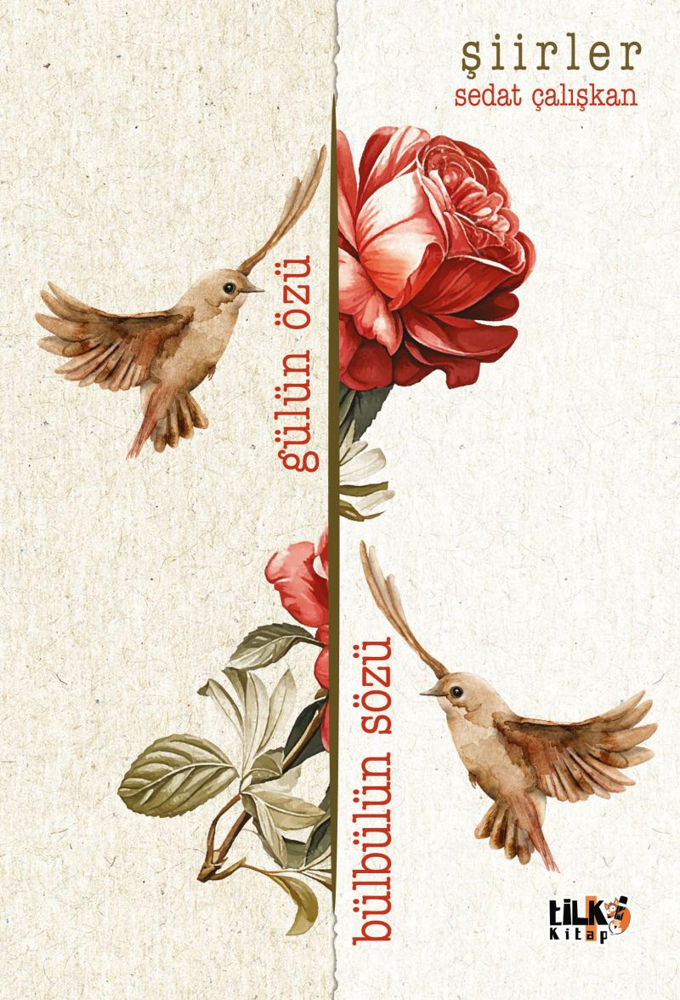 şiirler
sedat çalışkan
gülün özü
bülbülün sözü
tilki
Kitap